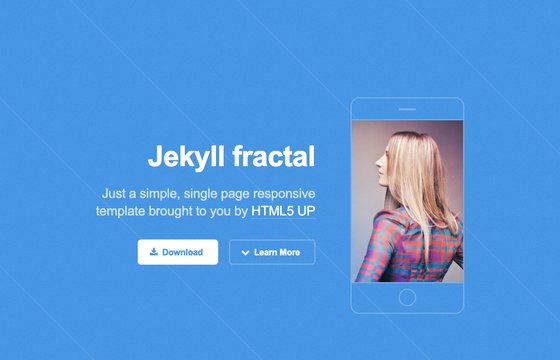 Jekyll fractal
Just a simple, single page responsive
template brought to you by HTML5 UP
Download
Learn More